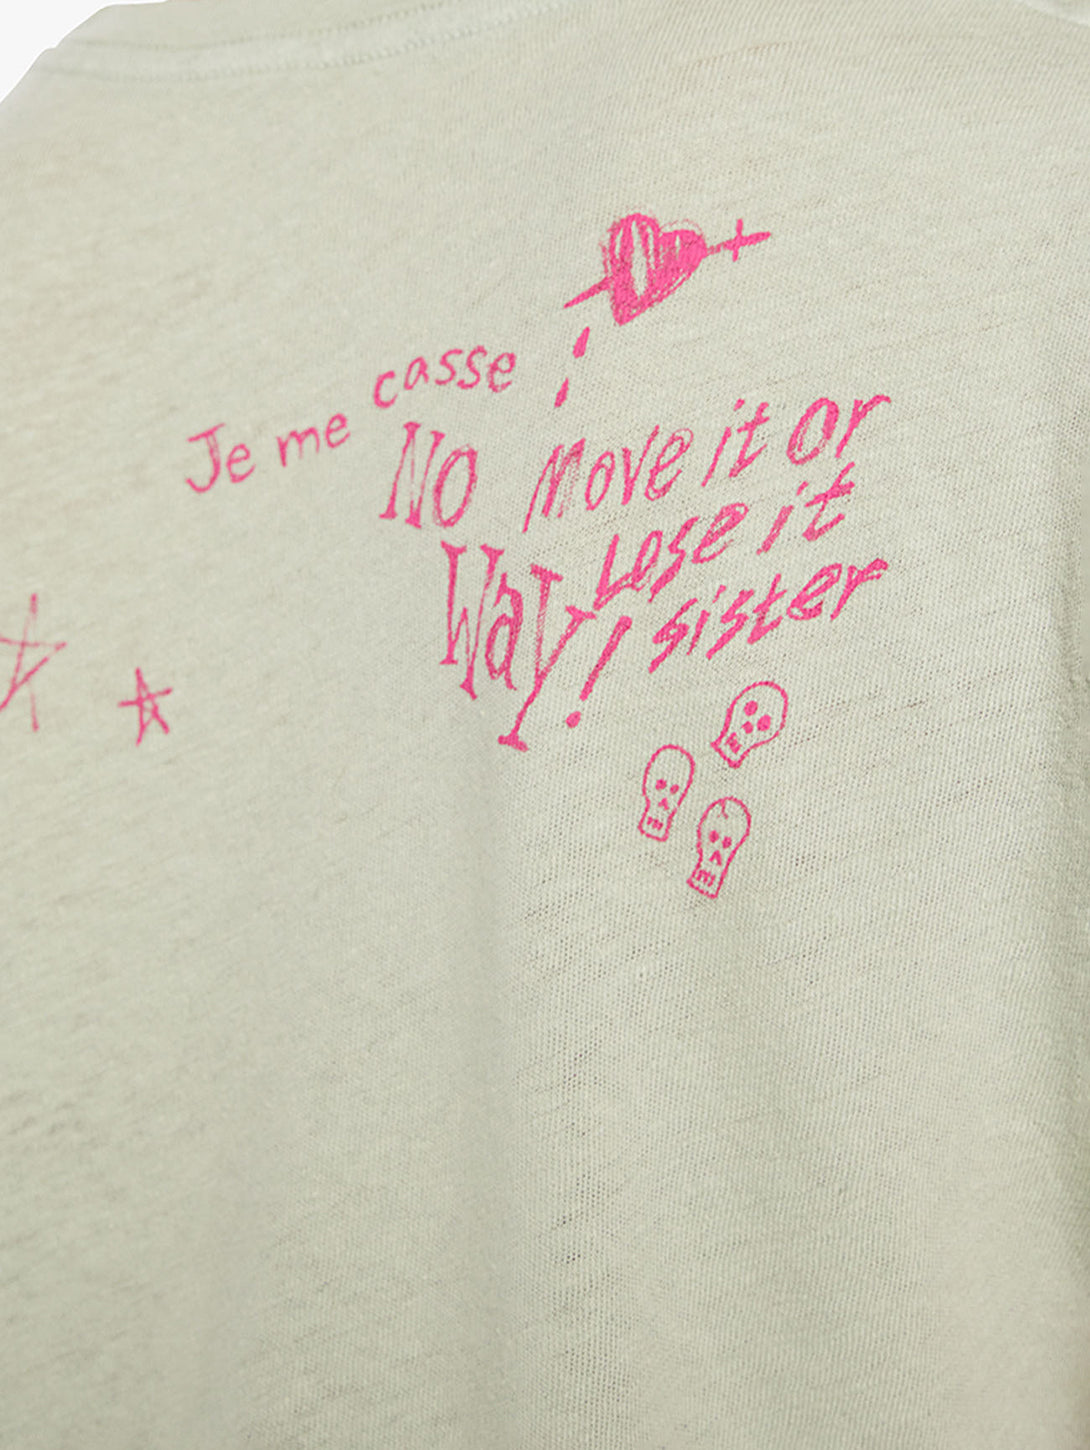 Je me casse
No
Way!
Move it or
Lose it
sister